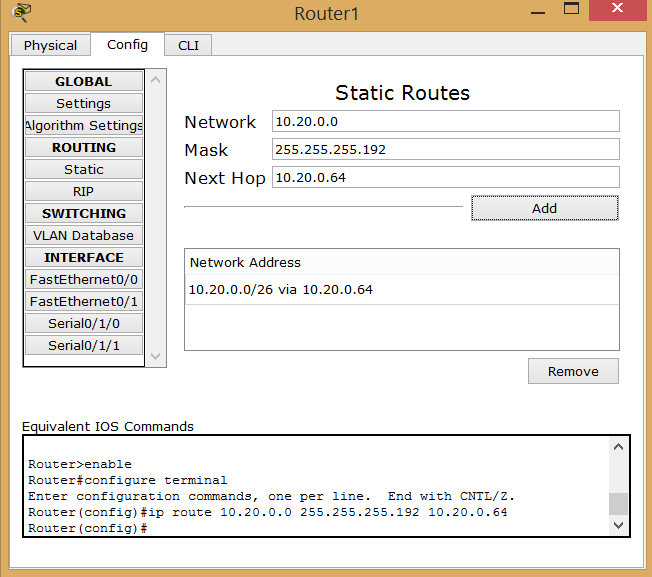 Router1
Physical
Config
CLI
GLOBAL
Settings
Algorithm Settings
ROUTING
Static
RIP
SWITCHING
VLAN Database
INTERFACE
FastEthernet0/0
FastEthernet0/1
Serial0/1/0
Serial0/1/1
Static Routes
Network 10.20.0.0
Mask 255.255.255.192
Next Hop 10.20.0.64
Add
Network Address
10.20.0.0/26 via 10.20.0.64
Remove
Equivalent IOS Commands
Router>enable
Router#configure terminal
Enter configuration commands, one per line.  End with CNTL/Z.
Router(config)#ip route 10.20.0.0 255.255.255.192 10.20.0.64
Router(config)#